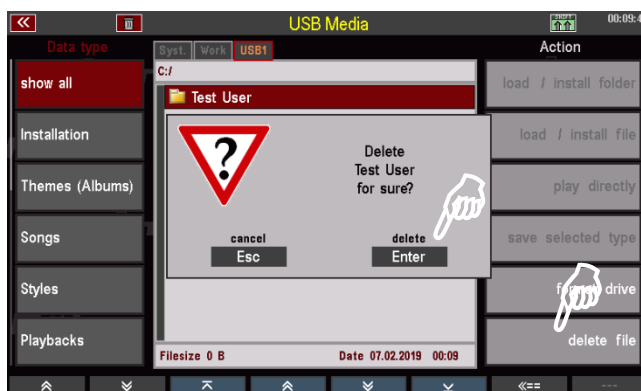 USB Media
SHIFT
00:09:4
Data type
Syst. Work USB1
Action
C:/
show all
Test User
load / install folder
Installation
load / install file
?
Delete
Test User
for sure?
Themes (Albums)
play directly
Songs
cancel
delete
save selected type
Esc
Enter
Styles
drive
Playbacks
delete file
Filesize 0 B
Date 07.02.2019 00:09
«==
---